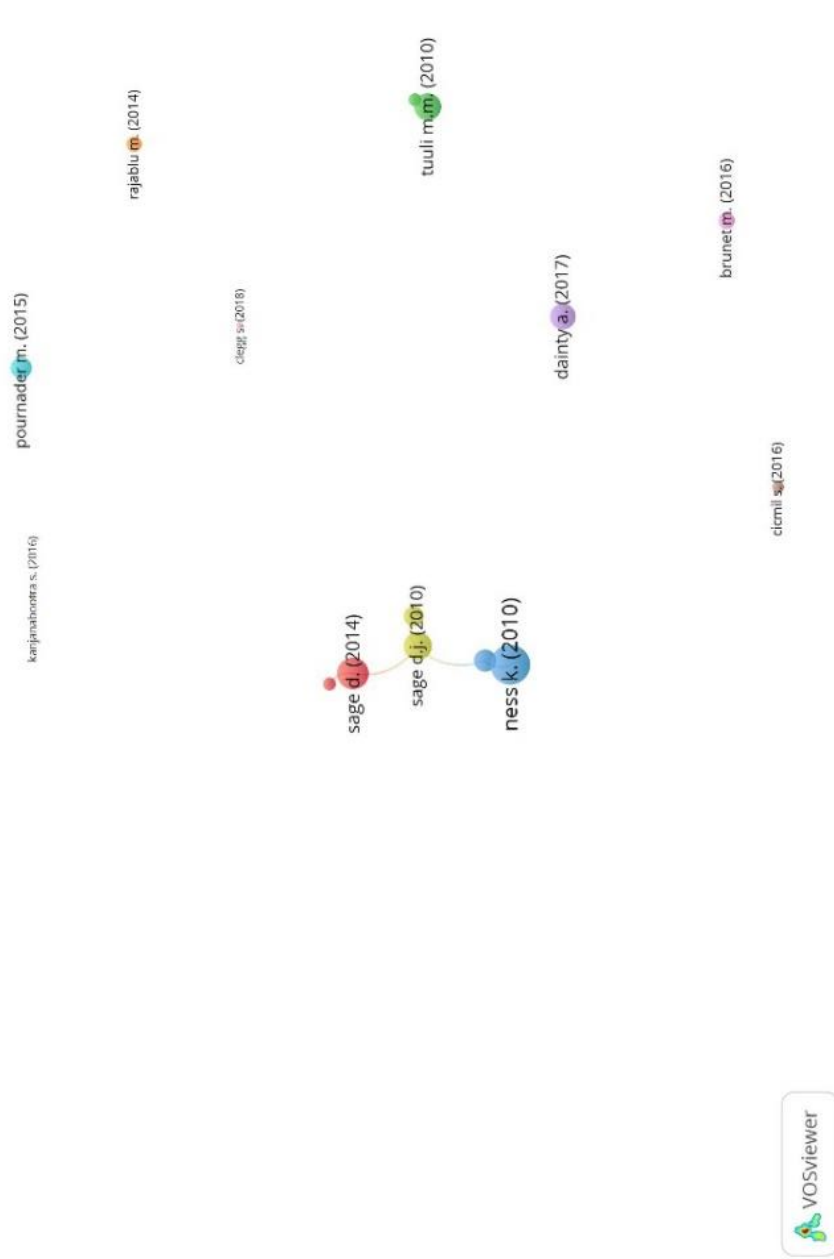 kanjanabootra s. (2016)
pournader m. (2015)
rajablu m. (2014)
clegg s. (2018)
sage d. (2014)
sage d.j. (2010)
tuuli m.m. (2010)
ness k. (2010)
dainty a. (2017)
brunet m. (2016)
cicmil s. (2016)
VOSviewer